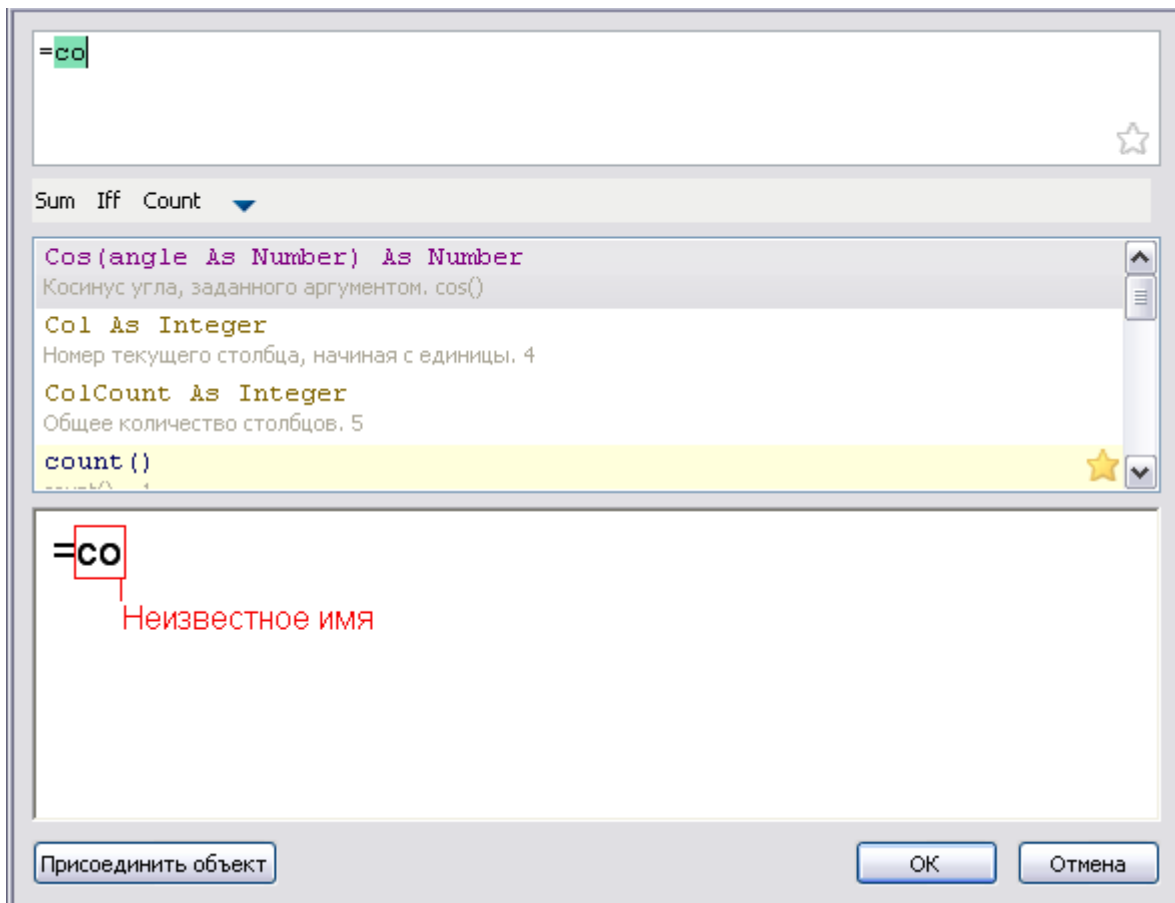 =co
Sum Iff Count
Cos(angle As Number) As Number
Косинус угла, заданного аргументом. cos()
Col As Integer
Номер текущего столбца, начиная с единицы. 4
ColCount As Integer
Общее количество столбцов. 5
count()
=co
Неизвестное имя
Присоединить объект
ОК
Отмена